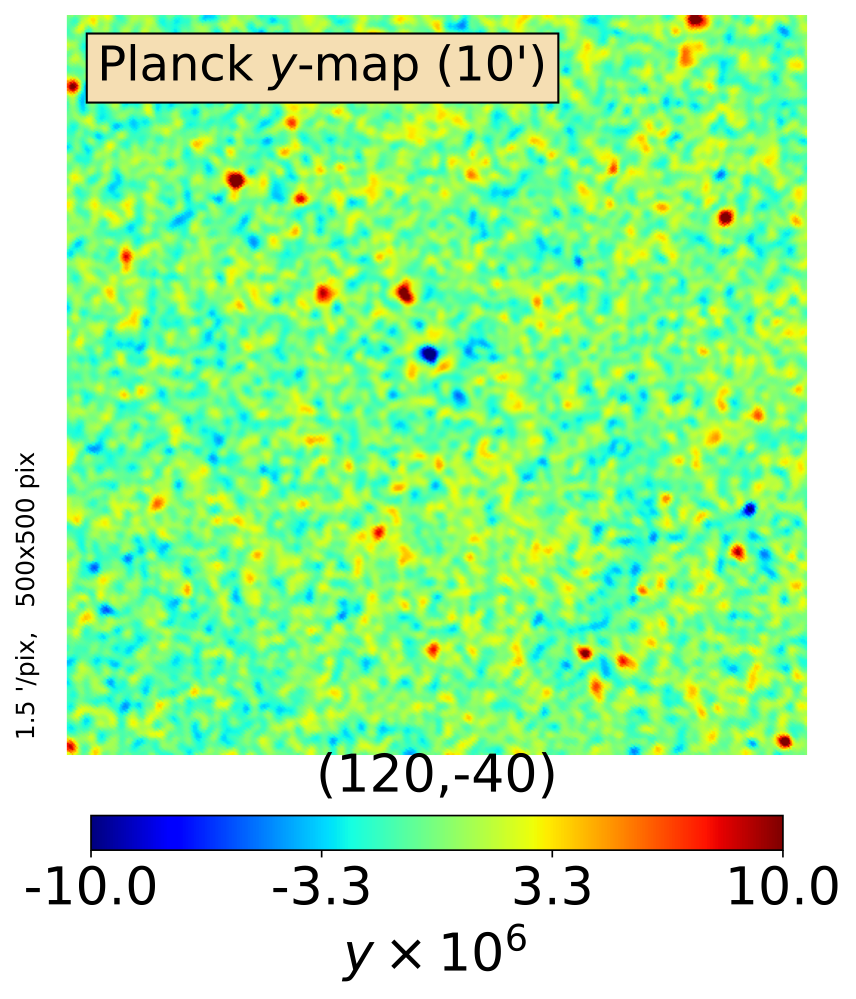 Planck y-map (10')
1.5 '/pix, 500x500 pix
(120,-40)
-10.0 -3.3 3.3 10.0
y × 10⁶